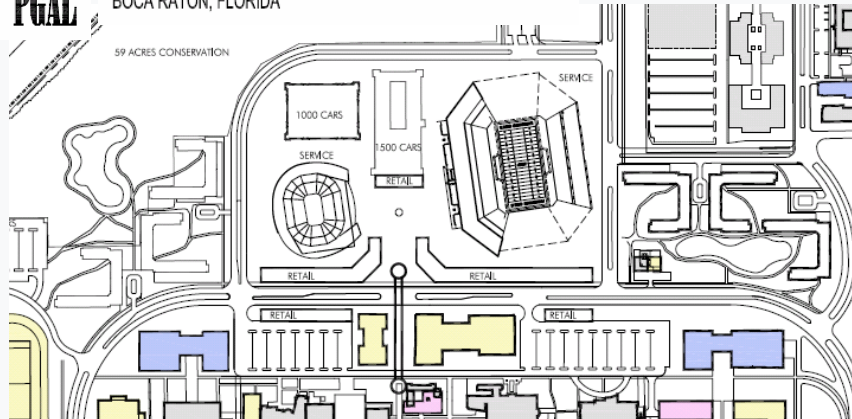 PGAL
BOCA RATON, FLORIDA
59 ACRES CONSERVATION
SERVICE
1000 CARS
1500 CARS
SERVICE
RETAIL
RETAIL
RETAIL
RETAIL
RETAIL